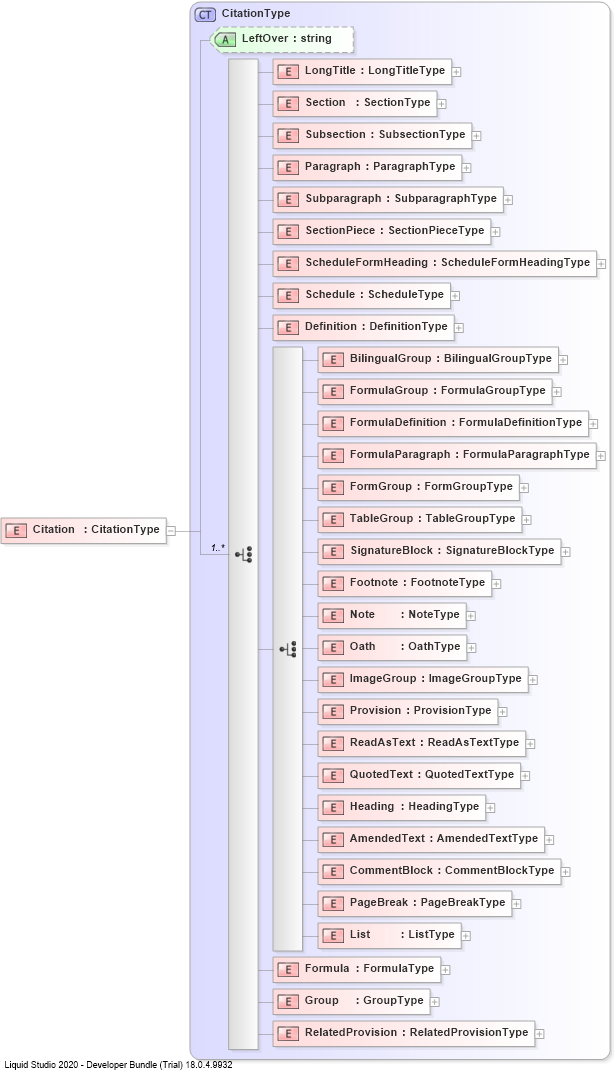 CT CitationType
A LeftOver : string
E LongTitle : LongTitleType
E Section : SectionType
E Subsection : SubsectionType
E Paragraph : ParagraphType
E Subparagraph : SubparagraphType
E SectionPiece : SectionPieceType
E ScheduleFormHeading : ScheduleFormHeadingType
E Schedule : ScheduleType
E Definition : DefinitionType
E BilingualGroup : BilingualGroupType
E FormulaGroup : FormulaGroupType
E FormulaDefinition : FormulaDefinitionType
E FormulaParagraph : FormulaParagraphType
E FormGroup : FormGroupType
E TableGroup : TableGroupType
E Citation : CitationType
1..*
E SignatureBlock : SignatureBlockType
E Footnote : FootnoteType
E Note : NoteType
E Oath : OathType
E ImageGroup : ImageGroupType
E Provision : ProvisionType
E ReadAsText : ReadAsTextType
E QuotedText : QuotedTextType
E Heading : HeadingType
E AmendedText : AmendedTextType
E CommentBlock : CommentBlockType
E PageBreak : PageBreakType
E List : ListType
E Formula : FormulaType
E Group : GroupType
E RelatedProvision : RelatedProvisionType
Liquid Studio 2020 - Developer Bundle (Trial) 18.0.4.9932